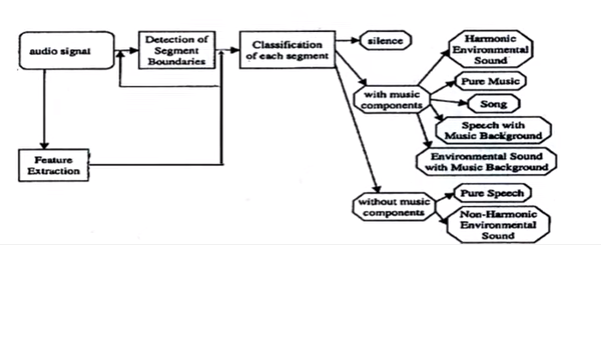 audio signal
Detection of
Segment
Boundaries
Classification
of each segment
silence
Harmonic
Environmental
Sound
Pure Music
Song
with music
components
Speech with
Music Background
Environmental Sound
with Music Background
Feature
Extraction
without music
components
Pure Speech
Non-Harmonic
Environmental
Sound